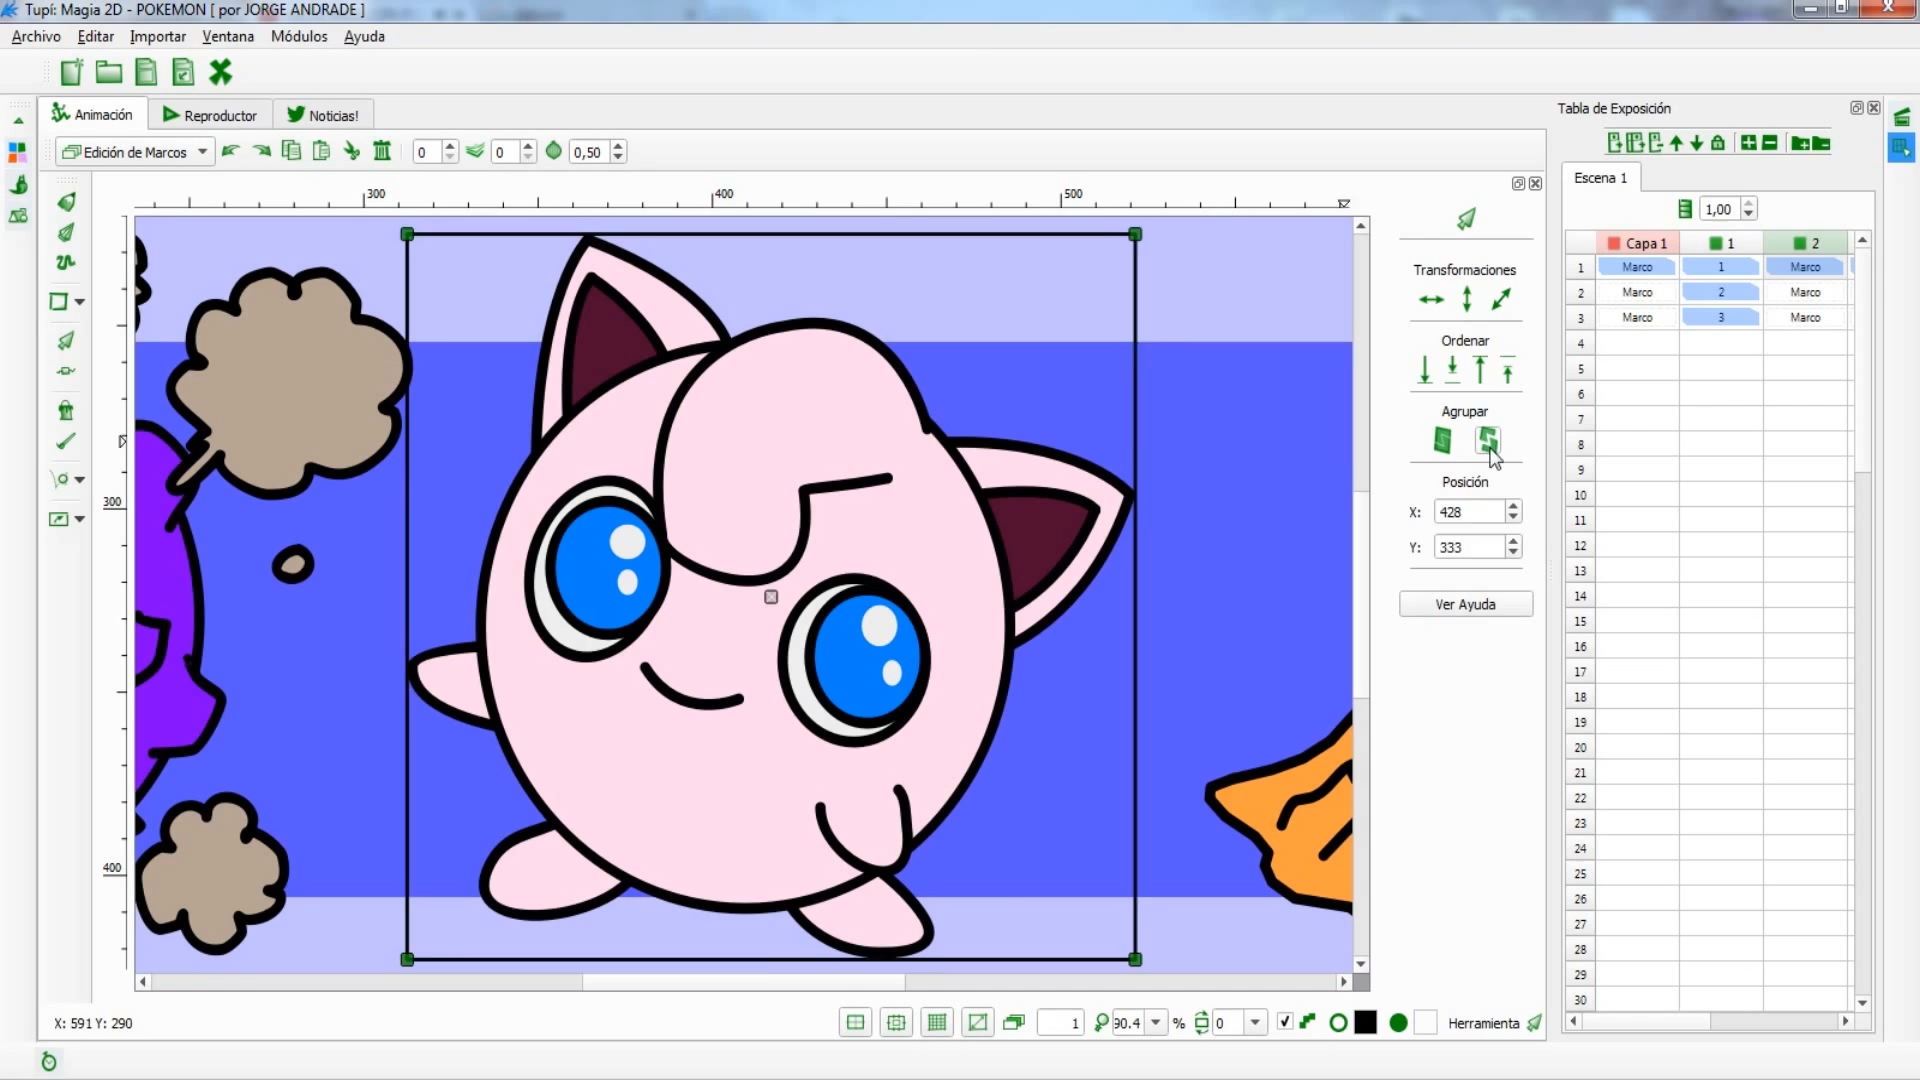 Tupí: Magia 2D - POKEMON [ por JORGE ANDRADE ]
Archivo Editar Importar Ventana Módulos Ayuda
Animación Reproductor Noticias!
Edición de Marcos 0 0 0,50
300 400 500
300
400
Transformaciones
Ordenar
Agrupar
Posición
X: 428
Y: 333
Ver Ayuda
Tabla de Exposición
Escena 1
1,00
Capa 1 1 2
1 Marco 1 Marco
2 Marco 2 Marco
3 Marco 3 Marco
4
5
6
7
8
9
10
11
12
13
14
15
16
17
18
19
20
21
22
23
24
25
26
27
28
29
30
X: 591 Y: 290
1 90.4 % 0 Herramienta